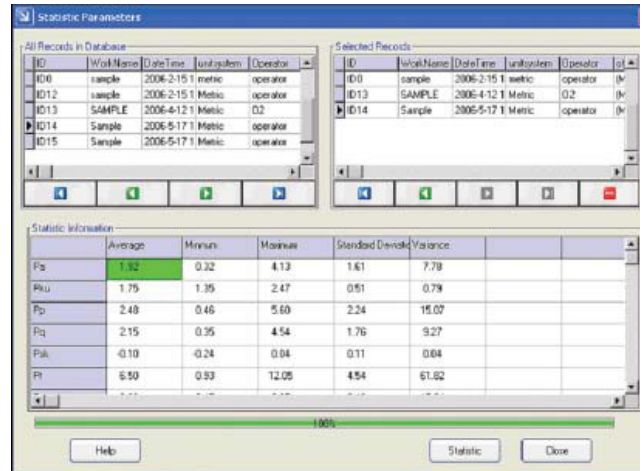 Statistic Parameters
All Records in Database
ID WorkName DateTime unitsystem Operator
ID0 sample 2006-2-15 1 metric operator
ID12 sample 2006-2-15 1 Metric operator
ID13 SAMPLE 2006-4-12 1 Metric O2
ID14 Sample 2006-5-17 1 Metric operator
ID15 Sample 2006-5-17 1 Metric operator
Selected Records
ID WorkName DateTime unitsystem Operator
ID0 sample 2006-2-15 1 metric operator
ID13 SAMPLE 2006-4-12 1 Metric O2
ID14 Sample 2006-5-17 1 Metric operator
Statistic Information
Average Minimum Maximum Standard Deviatio Variance
Pa 1.92 0.32 4.13 1.61 7.78
Pku 1.75 1.35 2.47 0.51 0.79
Pp 2.48 0.46 5.60 2.24 15.07
Pq 2.15 0.35 4.54 1.76 9.27
Psk -0.10 -0.24 0.04 0.11 0.04
Pt 6.50 0.93 12.05 4.54 61.82
100%
Help Statistic Close